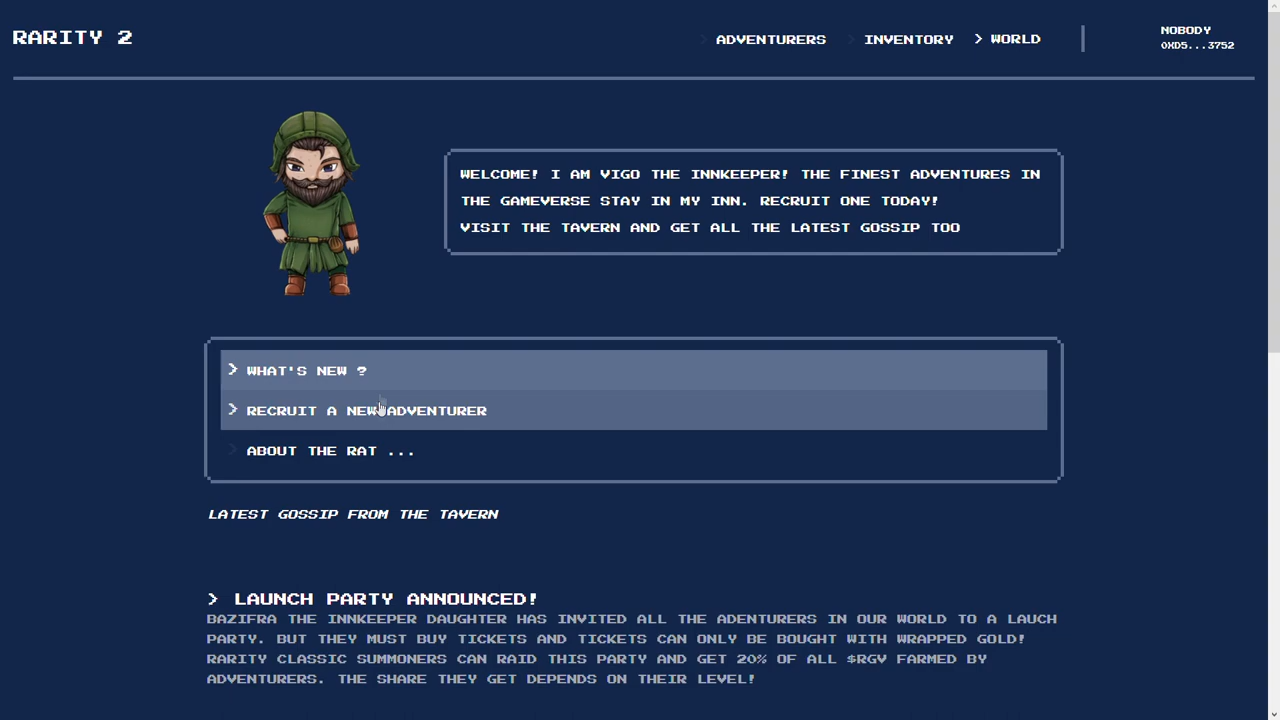 RARITY 2
> ADVENTURERS > INVENTORY > WORLD
NOBODY
0XD5...3752
WELCOME! I AM VIGO THE INNKEEPER! THE FINEST ADVENTURES IN
THE GAMEVERSE STAY IN MY INN. RECRUIT ONE TODAY!
VISIT THE TAVERN AND GET ALL THE LATEST GOSSIP TOO
> WHAT'S NEW ?
> RECRUIT A NEW ADVENTURER
> ABOUT THE RAT ...
LATEST GOSSIP FROM THE TAVERN
> LAUNCH PARTY ANNOUNCED!
BAZIFRA THE INNKEEPER DAUGHTER HAS INVITED ALL THE ADENTURERS IN OUR WORLD TO A LAUCH
PARTY. BUT THEY MUST BUY TICKETS AND TICKETS CAN ONLY BE BOUGHT WITH WRAPPED GOLD!
RARITY CLASSIC SUMMONERS CAN RAID THIS PARTY AND GET 20% OF ALL $RGV FARMED BY
ADVENTURERS. THE SHARE THEY GET DEPENDS ON THEIR LEVEL!